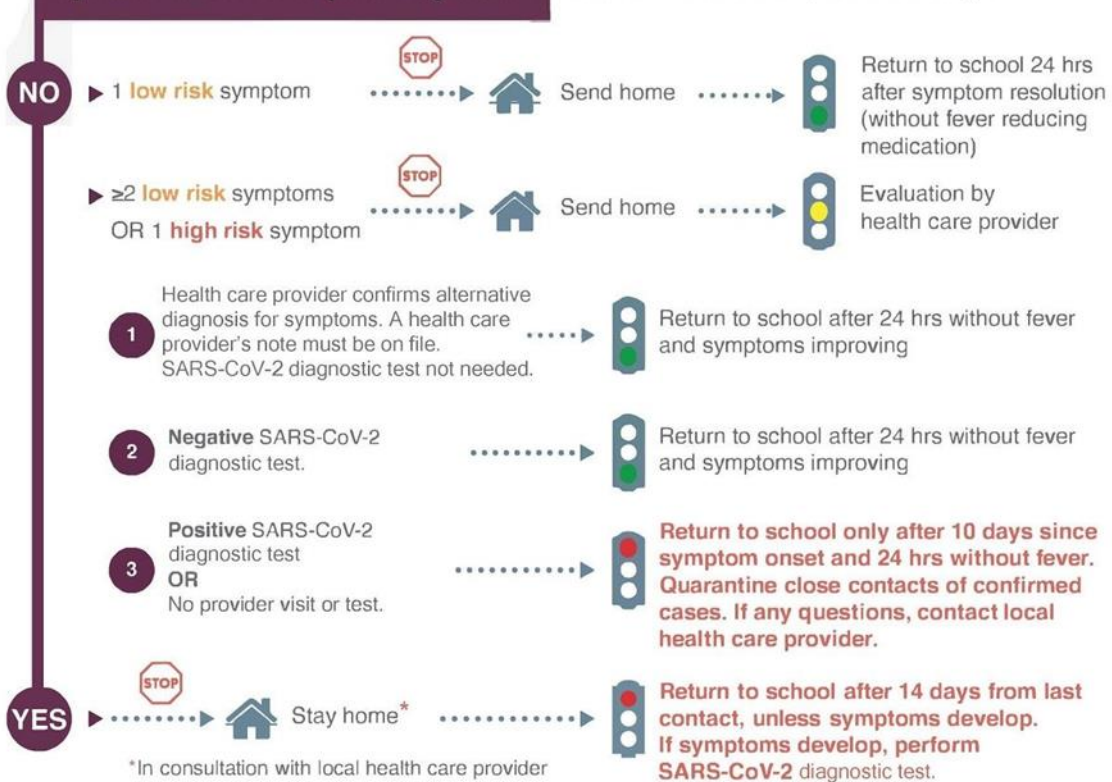 NO
1 low risk symptom
STOP
Send home
Return to school 24 hrs
after symptom resolution
(without fever reducing
medication)
≥2 low risk symptoms
OR 1 high risk symptom
STOP
Send home
Evaluation by
health care provider
1
Health care provider confirms alternative
diagnosis for symptoms. A health care
provider's note must be on file.
SARS-CoV-2 diagnostic test not needed.
Return to school after 24 hrs without fever
and symptoms improving
2
Negative SARS-CoV-2
diagnostic test.
Return to school after 24 hrs without fever
and symptoms improving
3
Positive SARS-CoV-2
diagnostic test
OR
No provider visit or test.
Return to school only after 10 days since
symptom onset and 24 hrs without fever.
Quarantine close contacts of confirmed
cases. If any questions, contact local
health care provider.
YES
STOP
Stay home*
Return to school after 14 days from last
contact, unless symptoms develop.
If symptoms develop, perform
SARS-CoV-2 diagnostic test.
*In consultation with local health care provider